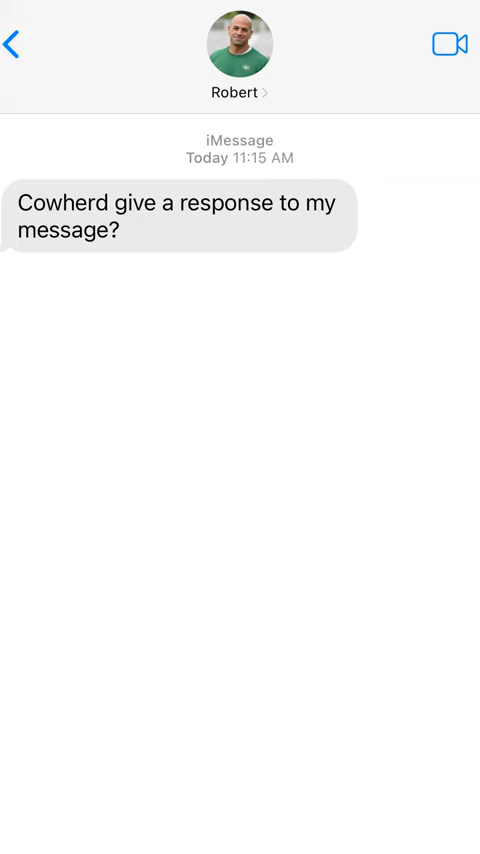 Robert
iMessage
Today 11:15 AM
Cowherd give a response to my
message?